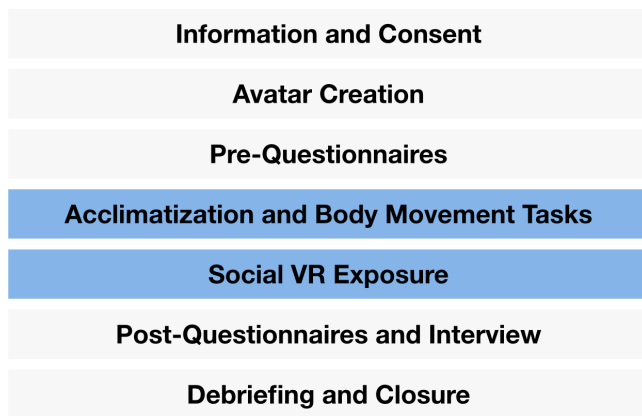 Information and Consent
Avatar Creation
Pre-Questionnaires
Acclimatization and Body Movement Tasks
Social VR Exposure
Post-Questionnaires and Interview
Debriefing and Closure